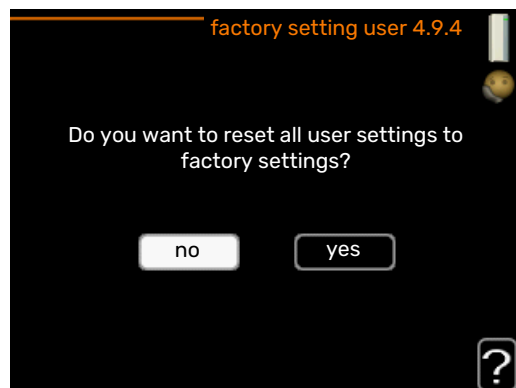 factory setting user 4.9.4
Do you want to reset all user settings to
factory settings?
no
yes
?